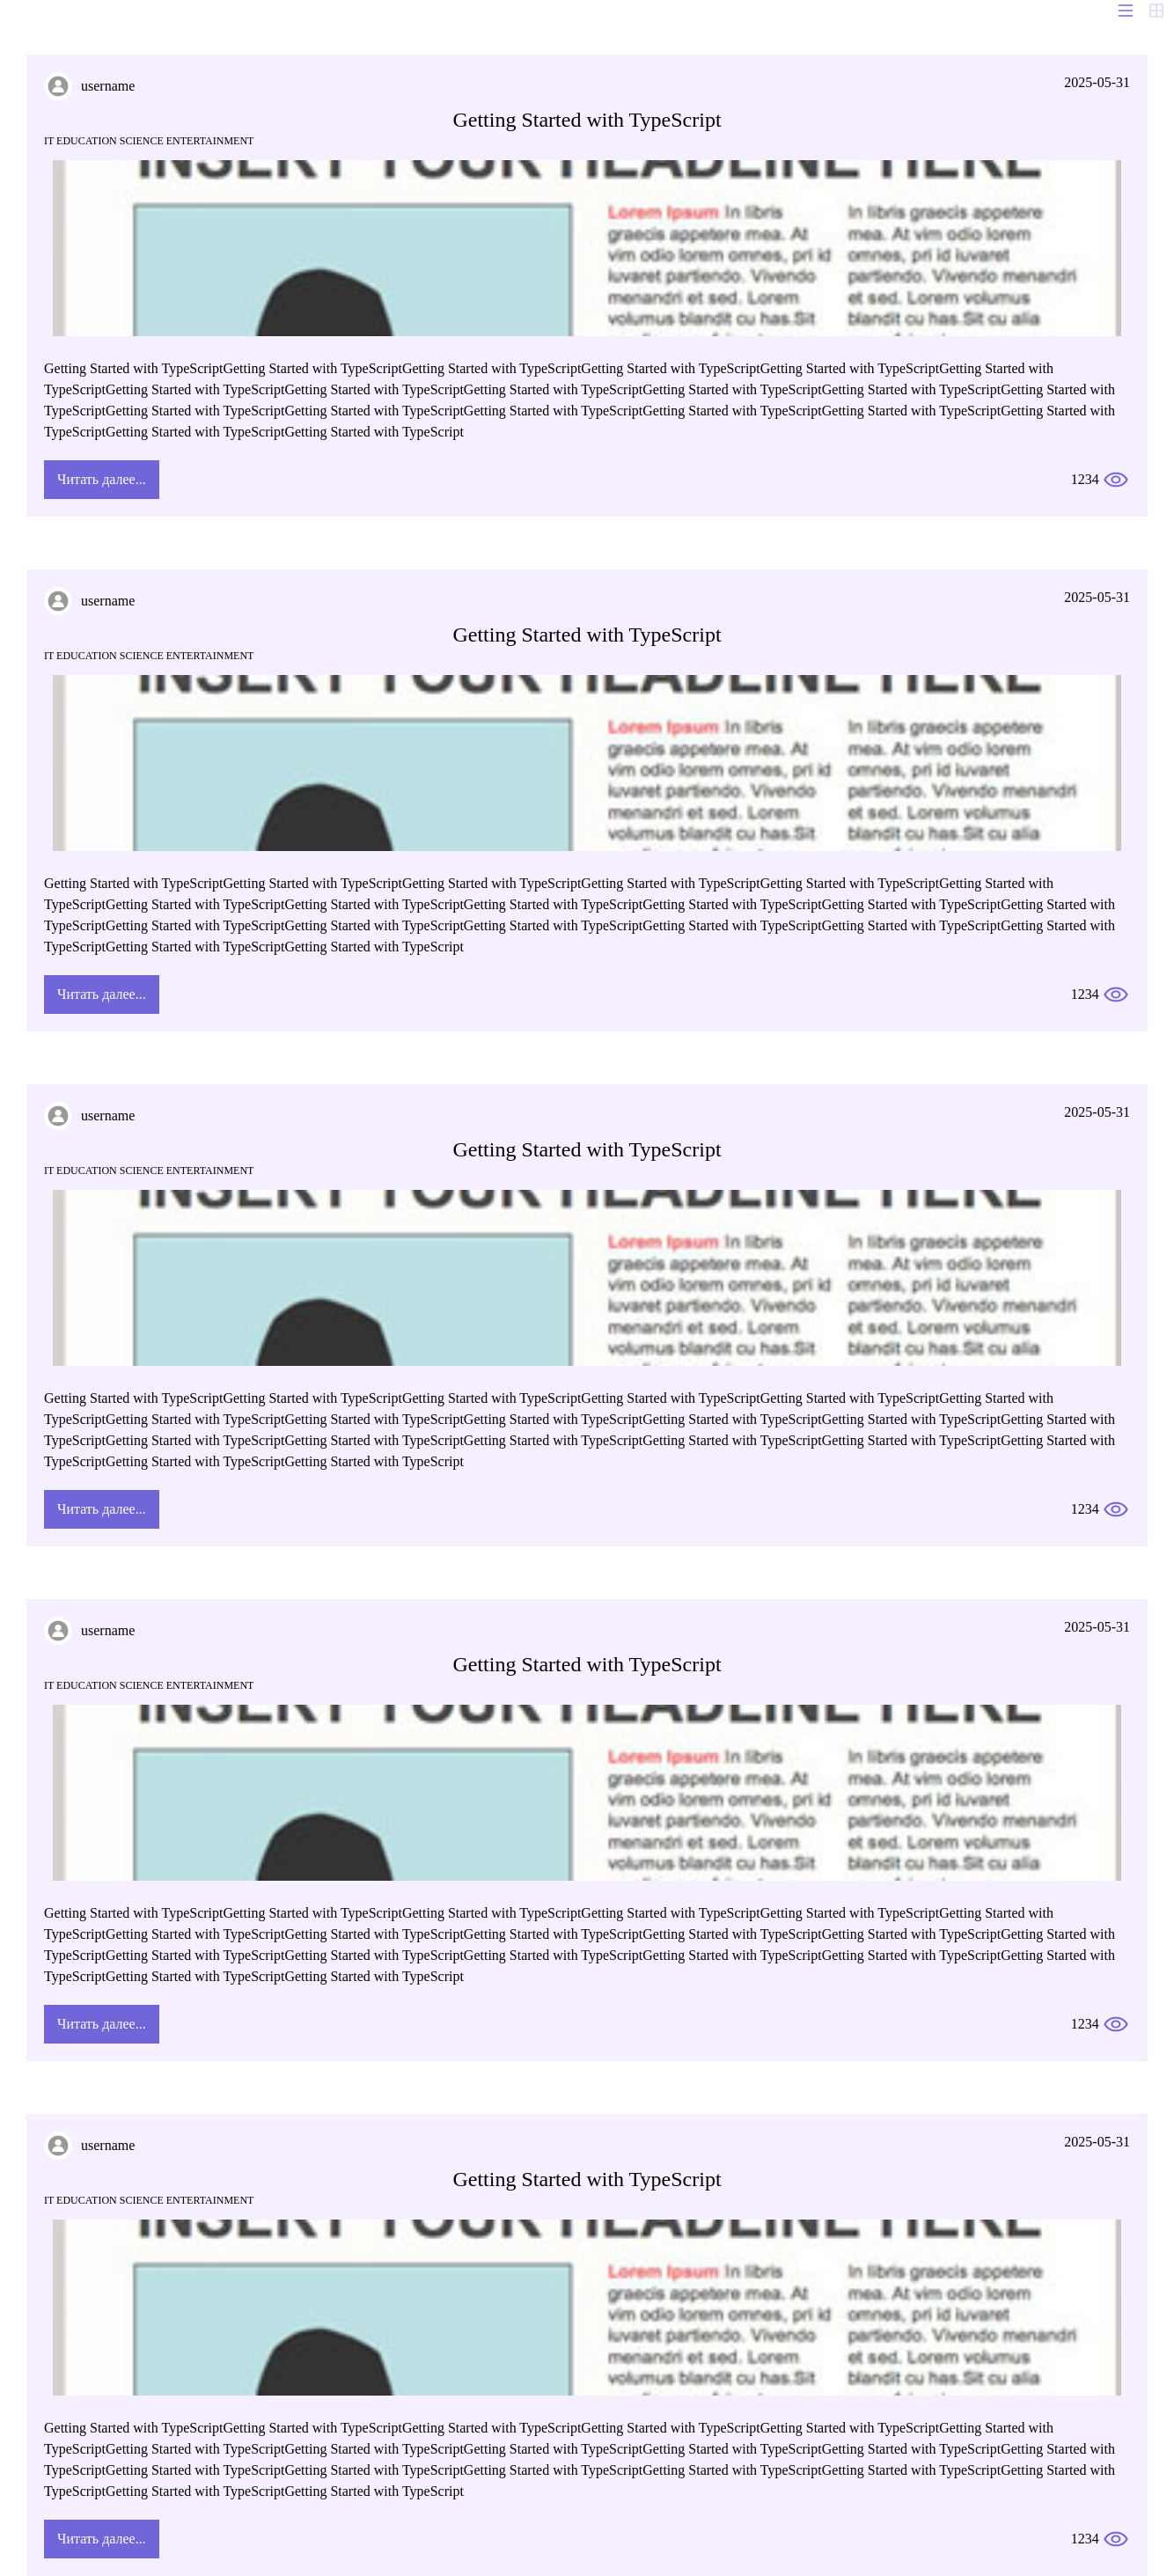 username
2025-05-31
Getting Started with TypeScript
IT EDUCATION SCIENCE ENTERTAINMENT
INSERT YOUR HEADLINE HERE
Lorem Ipsum In libris
graecis appetere mea. At
vim odio lorem omnes, pri id
iuvaret partiendo. Vivendo
menandri et sed. Lorem
volumus blandit cu has.Sit
In libris graecis appetere
mea. At vim odio lorem
omnes, pri id iuvaret
partiendo. Vivendo menandri
et sed. Lorem volumus
blandit cu has.Sit cu alia
Getting Started with TypeScriptGetting Started with TypeScriptGetting Started with TypeScriptGetting Started with TypeScriptGetting Started with TypeScriptGetting Started with
TypeScriptGetting Started with TypeScriptGetting Started with TypeScriptGetting Started with TypeScriptGetting Started with TypeScriptGetting Started with TypeScriptGetting Started with
TypeScriptGetting Started with TypeScriptGetting Started with TypeScriptGetting Started with TypeScriptGetting Started with TypeScriptGetting Started with TypeScriptGetting Started with
TypeScriptGetting Started with TypeScriptGetting Started with TypeScript
Читать далее...
1234
username
2025-05-31
Getting Started with TypeScript
IT EDUCATION SCIENCE ENTERTAINMENT
INSERT YOUR HEADLINE HERE
Lorem Ipsum In libris
graecis appetere mea. At
vim odio lorem omnes, pri id
iuvaret partiendo. Vivendo
menandri et sed. Lorem
volumus blandit cu has.Sit
In libris graecis appetere
mea. At vim odio lorem
omnes, pri id iuvaret
partiendo. Vivendo menandri
et sed. Lorem volumus
blandit cu has.Sit cu alia
Getting Started with TypeScriptGetting Started with TypeScriptGetting Started with TypeScriptGetting Started with TypeScriptGetting Started with TypeScriptGetting Started with
TypeScriptGetting Started with TypeScriptGetting Started with TypeScriptGetting Started with TypeScriptGetting Started with TypeScriptGetting Started with TypeScriptGetting Started with
TypeScriptGetting Started with TypeScriptGetting Started with TypeScriptGetting Started with TypeScriptGetting Started with TypeScriptGetting Started with TypeScriptGetting Started with
TypeScriptGetting Started with TypeScriptGetting Started with TypeScript
Читать далее...
1234
username
2025-05-31
Getting Started with TypeScript
IT EDUCATION SCIENCE ENTERTAINMENT
INSERT YOUR HEADLINE HERE
Lorem Ipsum In libris
graecis appetere mea. At
vim odio lorem omnes, pri id
iuvaret partiendo. Vivendo
menandri et sed. Lorem
volumus blandit cu has.Sit
In libris graecis appetere
mea. At vim odio lorem
omnes, pri id iuvaret
partiendo. Vivendo menandri
et sed. Lorem volumus
blandit cu has.Sit cu alia
Getting Started with TypeScriptGetting Started with TypeScriptGetting Started with TypeScriptGetting Started with TypeScriptGetting Started with TypeScriptGetting Started with
TypeScriptGetting Started with TypeScriptGetting Started with TypeScriptGetting Started with TypeScriptGetting Started with TypeScriptGetting Started with TypeScriptGetting Started with
TypeScriptGetting Started with TypeScriptGetting Started with TypeScriptGetting Started with TypeScriptGetting Started with TypeScriptGetting Started with TypeScriptGetting Started with
TypeScriptGetting Started with TypeScriptGetting Started with TypeScript
Читать далее...
1234
username
2025-05-31
Getting Started with TypeScript
IT EDUCATION SCIENCE ENTERTAINMENT
INSERT YOUR HEADLINE HERE
Lorem Ipsum In libris
graecis appetere mea. At
vim odio lorem omnes, pri id
iuvaret partiendo. Vivendo
menandri et sed. Lorem
volumus blandit cu has.Sit
In libris graecis appetere
mea. At vim odio lorem
omnes, pri id iuvaret
partiendo. Vivendo menandri
et sed. Lorem volumus
blandit cu has.Sit cu alia
Getting Started with TypeScriptGetting Started with TypeScriptGetting Started with TypeScriptGetting Started with TypeScriptGetting Started with TypeScriptGetting Started with
TypeScriptGetting Started with TypeScriptGetting Started with TypeScriptGetting Started with TypeScriptGetting Started with TypeScriptGetting Started with TypeScriptGetting Started with
TypeScriptGetting Started with TypeScriptGetting Started with TypeScriptGetting Started with TypeScriptGetting Started with TypeScriptGetting Started with TypeScriptGetting Started with
TypeScriptGetting Started with TypeScriptGetting Started with TypeScript
Читать далее...
1234
username
2025-05-31
Getting Started with TypeScript
IT EDUCATION SCIENCE ENTERTAINMENT
INSERT YOUR HEADLINE HERE
Lorem Ipsum In libris
graecis appetere mea. At
vim odio lorem omnes, pri id
iuvaret partiendo. Vivendo
menandri et sed. Lorem
volumus blandit cu has.Sit
In libris graecis appetere
mea. At vim odio lorem
omnes, pri id iuvaret
partiendo. Vivendo menandri
et sed. Lorem volumus
blandit cu has.Sit cu alia
Getting Started with TypeScriptGetting Started with TypeScriptGetting Started with TypeScriptGetting Started with TypeScriptGetting Started with TypeScriptGetting Started with
TypeScriptGetting Started with TypeScriptGetting Started with TypeScriptGetting Started with TypeScriptGetting Started with TypeScriptGetting Started with TypeScriptGetting Started with
TypeScriptGetting Started with TypeScriptGetting Started with TypeScriptGetting Started with TypeScriptGetting Started with TypeScriptGetting Started with TypeScriptGetting Started with
TypeScriptGetting Started with TypeScriptGetting Started with TypeScript
Читать далее...
1234